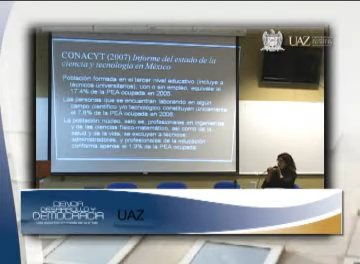 UAZ
CONACYT (2007) Informe del estado de la
ciencia y tecnología en México
Población formada en el tercer nivel educativo (incluye a
técnicos universitarios), con o sin empleo, equivale al
17.4% de la PEA ocupada en 2005.
Las personas que se encuentran laborando en algún
campo científico y/o tecnológico constituyen únicamente
el 7.8% de la PEA ocupada en 2005.
La población núcleo, esto es, profesionales en ingeniería
y de las ciencias físico-matemático, así como de la
salud y de la vida, se excluyen a técnicos,
administradores, y profesionales de la educación
conforma apenas el 1.9% de la PEA ocupada
CIENCIA
DESARROLLO Y
DEMOCRACIA
UAZ